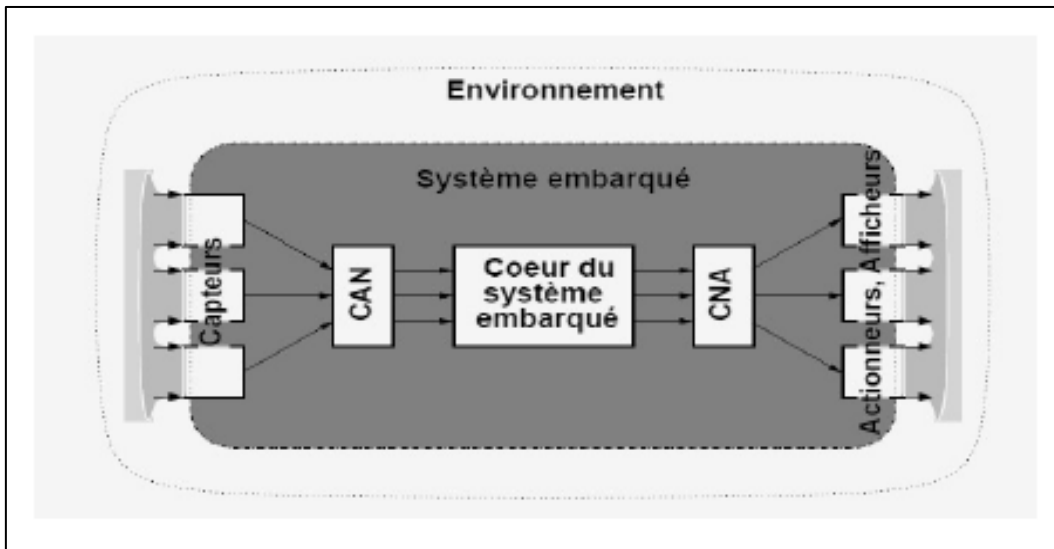 Environnement
Système embarqué
Capteurs
CAN
Coeur du
système
embarqué
CNA
Actionneurs, Afficheurs